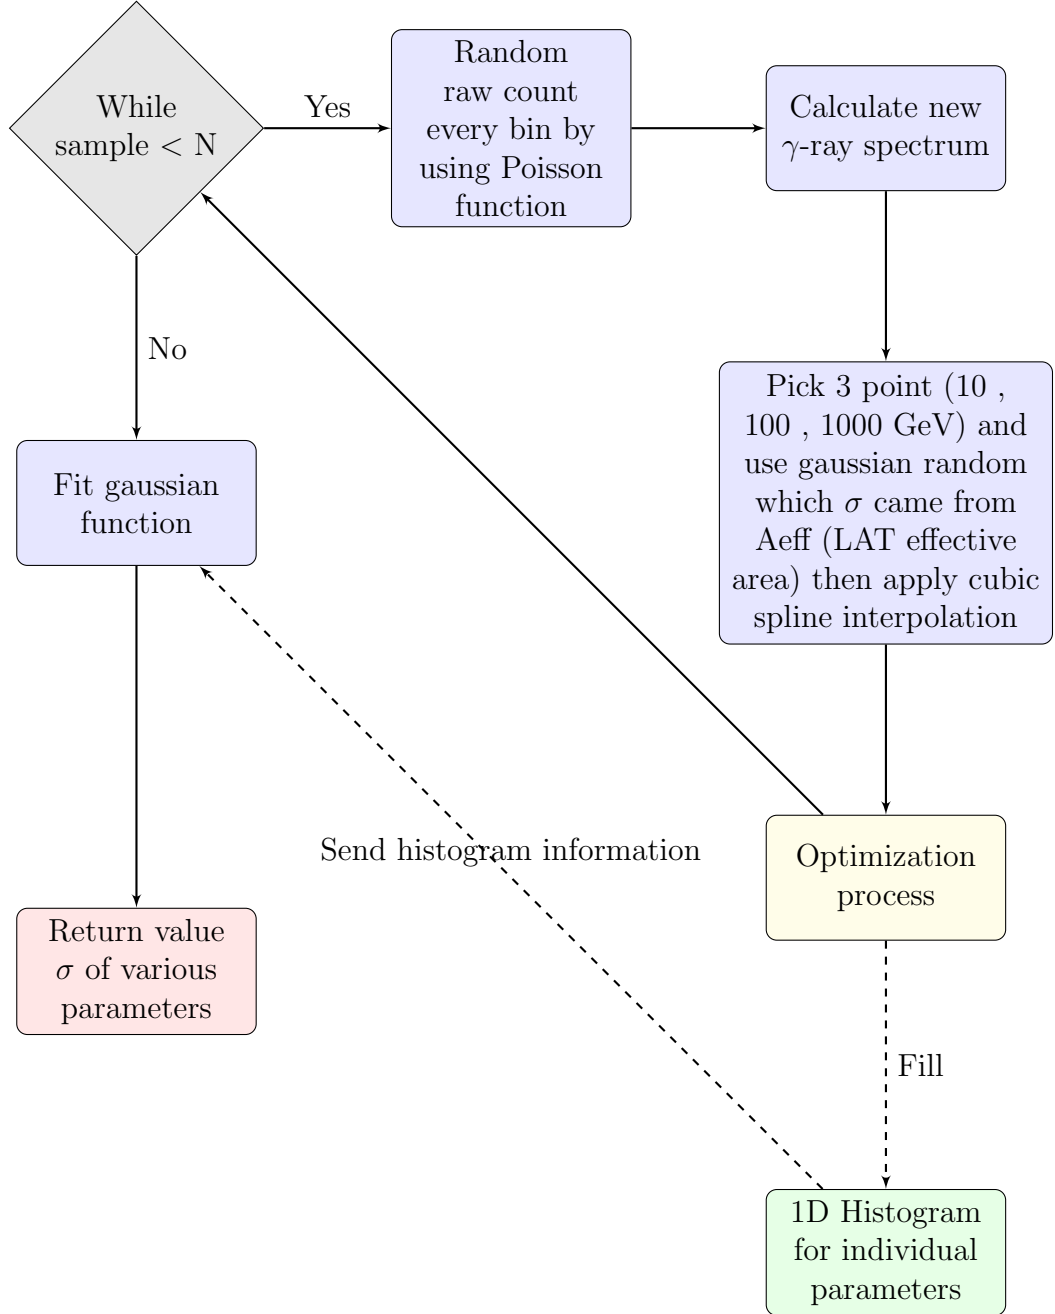 While
sample < N
Yes
Random
raw count
every bin by
using Poisson
function
Calculate new
γ-ray spectrum
No
Pick 3 point (10 ,
100 , 1000 GeV) and
use gaussian random
which σ came from
Aeff (LAT effective
area) then apply cubic
spline interpolation
Fit gaussian
function
Send histogram information
Optimization
process
Return value
σ of various
parameters
Fill
1D Histogram
for individual
parameters